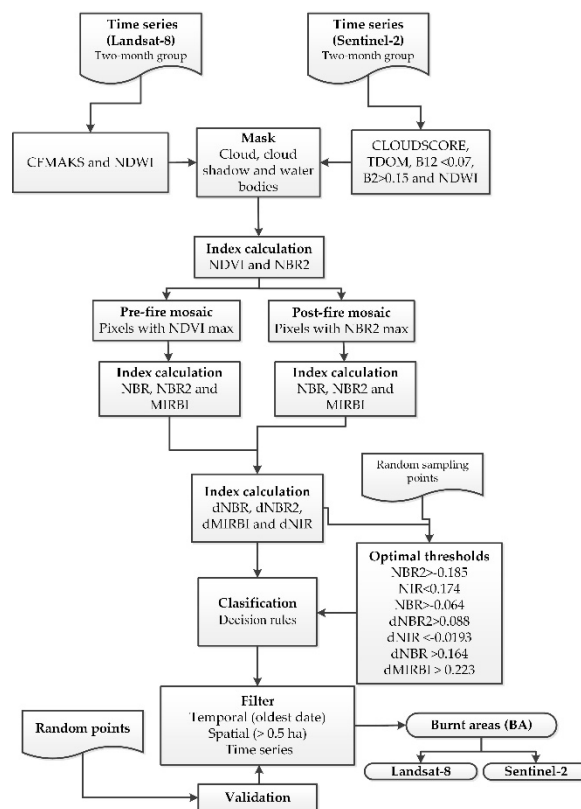 Time series
(Landsat-8)
Two-month group
Time series
(Sentinel-2)
Two-month group
CFMAKS and NDWI
Mask
Cloud, cloud
shadow and water
bodies
CLOUDSCORE,
TDOM, B12 <0.07,
B2>0.15 and NDWI
Index calculation
NDVI and NBR2
Pre-fire mosaic
Pixels with NDVI max
Post-fire mosaic
Pixels with NBR2 max
Index calculation
NBR, NBR2 and
MIRBI
Index calculation
NBR, NBR2 and
MIRBI
Random sampling
points
Index calculation
dNBR, dNBR2,
dMIRBI and dNIR
Optimal thresholds
NBR2>-0.185
NIR<0.174
NBR>-0.064
dNBR2>0.088
dNIR <-0.0193
dNBR >0.164
dMIRBI > 0.223
Clasification
Decision rules
Filter
Temporal (oldest date)
Spatial (> 0.5 ha)
Time series
Random points
Burnt areas (BA)
Landsat-8
Sentinel-2
Validation